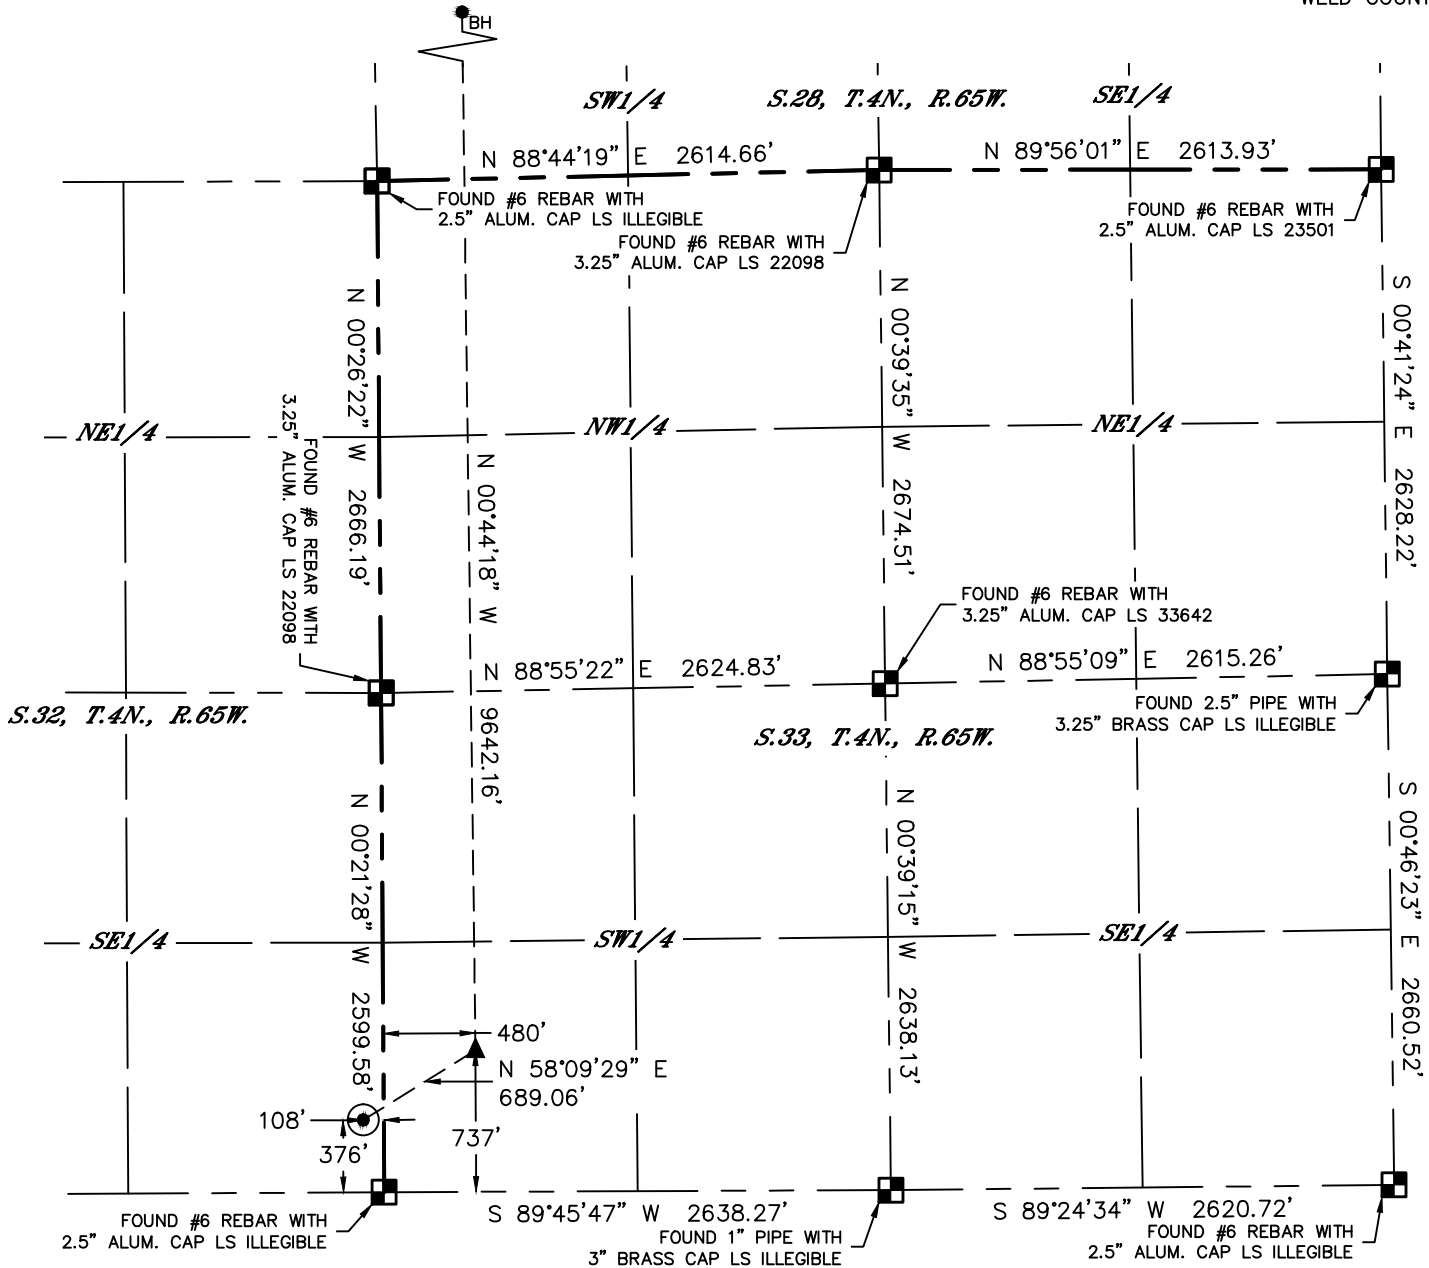 WELD COUNT
BH
SW1/4
S.28, T.4N., R.65W.
SE1/4
N 88°44'19" E 2614.66'
N 89°56'01" E 2613.93'
FOUND #6 REBAR WITH
2.5" ALUM. CAP LS ILLEGIBLE
FOUND #6 REBAR WITH
3.25" ALUM. CAP LS 22098
FOUND #6 REBAR WITH
2.5" ALUM. CAP LS 23501
N 00°26'22" W 2666.19'
N 00°39'35" W 2674.51'
S 00°41'24" E 2628.22'
NE1/4
NW1/4
NE1/4
FOUND #6 REBAR WITH
3.25" ALUM. CAP LS 22098
N 00°44'18" W 9642.16'
FOUND #6 REBAR WITH
3.25" ALUM. CAP LS 33642
N 88°55'22" E 2624.83'
N 88°55'09" E 2615.26'
FOUND 2.5" PIPE WITH
3.25" BRASS CAP LS ILLEGIBLE
S.32, T.4N., R.65W.
S.33, T.4N., R.65W.
N 00°21'28" W 2599.58'
N 00°39'15" W 2638.13'
S 00°46'23" E 2660.52'
SE1/4
SW1/4
SE1/4
480'
N 58°09'29" E
689.06'
108'
376'
737'
S 89°45'47" W 2638.27'
S 89°24'34" W 2620.72'
FOUND #6 REBAR WITH
2.5" ALUM. CAP LS ILLEGIBLE
FOUND 1" PIPE WITH
3" BRASS CAP LS ILLEGIBLE
FOUND #6 REBAR WITH
2.5" ALUM. CAP LS ILLEGIBLE